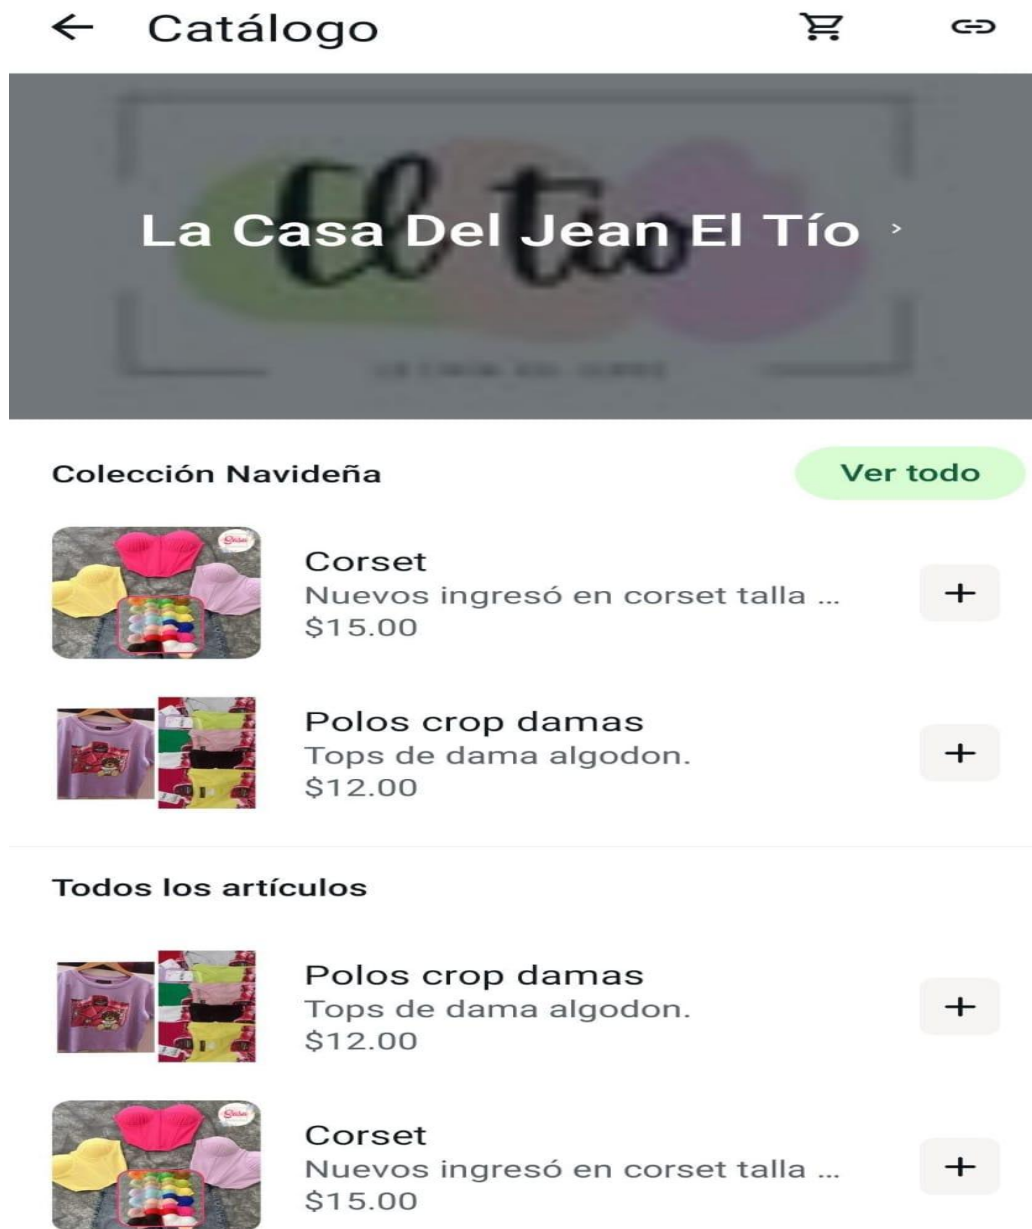 Catálogo
El tío
La Casa Del Jean El Tío
Colección Navideña
Ver todo
Corset
Nuevos ingresó en corset talla ...
$15.00
Polos crop damas
Tops de dama algodon.
$12.00
Todos los artículos
Polos crop damas
Tops de dama algodon.
$12.00
Corset
Nuevos ingresó en corset talla ...
$15.00